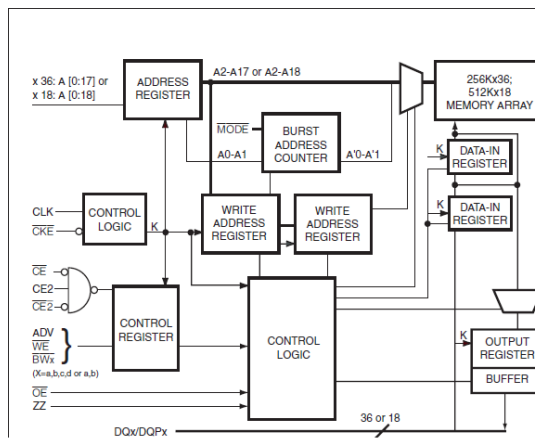 x 36: A [0:17] or
x 18: A [0:18]
ADDRESS
REGISTER
A2-A17 or A2-A18
256Kx36;
512Kx18
MEMORY ARRAY
MODE
A0-A1
BURST
ADDRESS
COUNTER
A'0-A'1
K
DATA-IN
REGISTER
K
DATA-IN
REGISTER
CLK
CKE
CONTROL
LOGIC
K
WRITE
ADDRESS
REGISTER
WRITE
ADDRESS
REGISTER
CE
CE2
CE2
ADV
WE
BWx
(X=a,b,c,d or a,b)
CONTROL
REGISTER
CONTROL
LOGIC
K
OUTPUT
REGISTER
BUFFER
OE
ZZ
DQx/DQPx
36 or 18